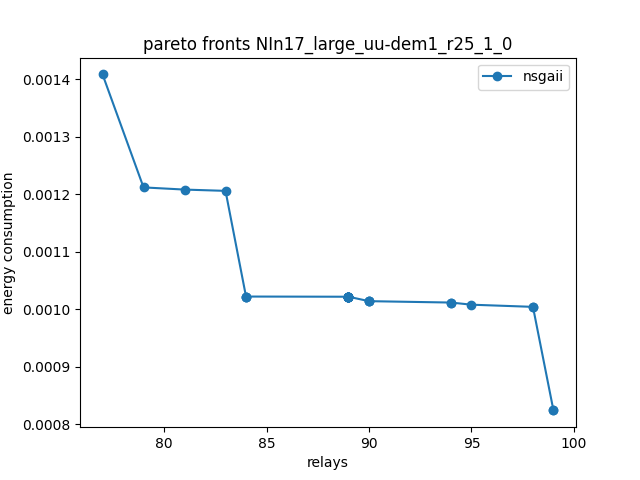 pareto fronts NIn17_large_uu-dem1_r25_1_0
nsgaii
energy consumption
0.0014
0.0013
0.0012
0.0011
0.0010
0.0009
0.0008
80 85 90 95 100
relays